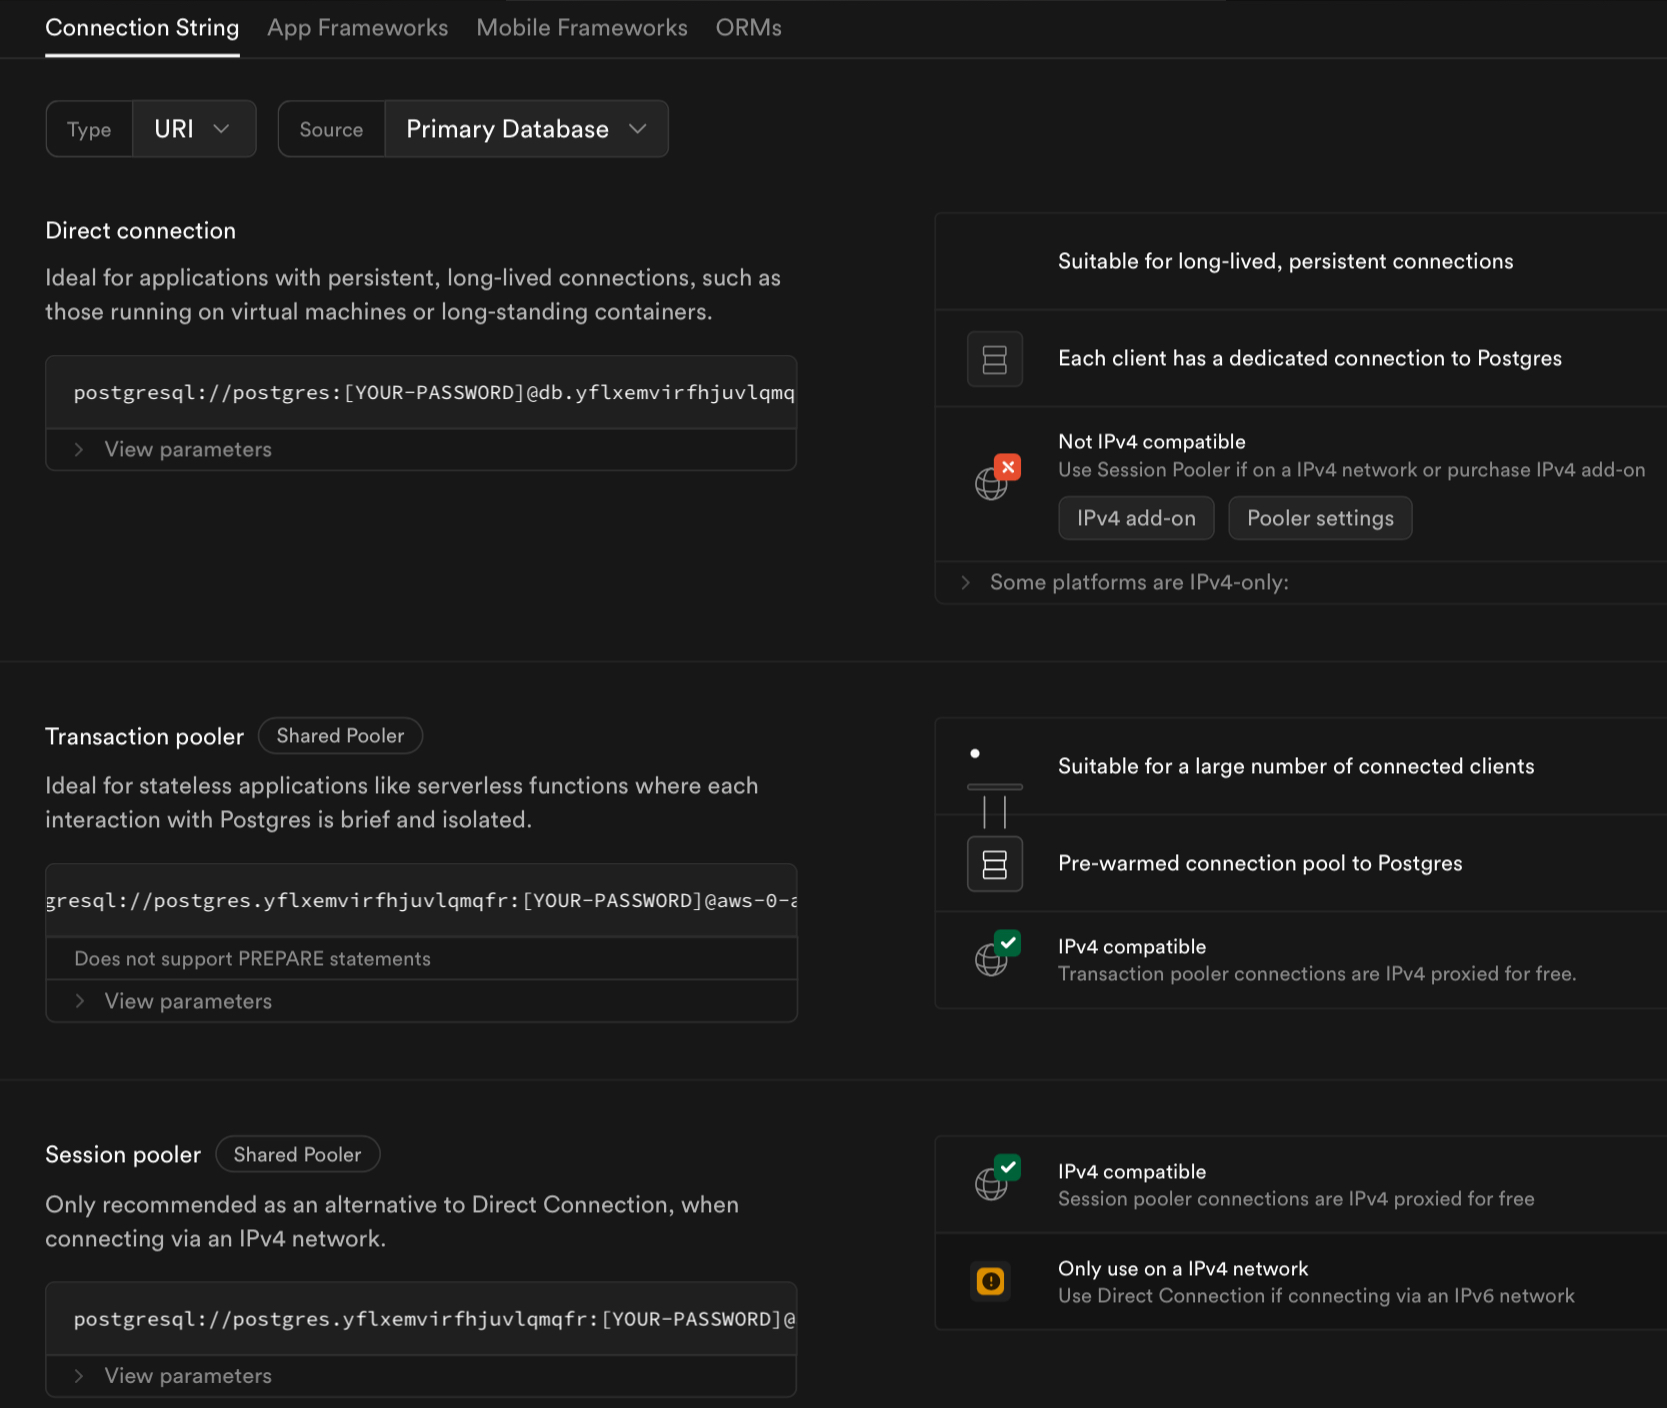 Connection String App Frameworks Mobile Frameworks ORMs
Type URI Source Primary Database
Direct connection
Ideal for applications with persistent, long-lived connections, such as
those running on virtual machines or long-standing containers.
postgresql://postgres:[YOUR-PASSWORD]@db.yflxemvirfhjuvlqmq
View parameters
Suitable for long-lived, persistent connections
Each client has a dedicated connection to Postgres
Not IPv4 compatible
Use Session Pooler if on a IPv4 network or purchase IPv4 add-on
IPv4 add-on Pooler settings
Some platforms are IPv4-only:
Transaction pooler Shared Pooler
Ideal for stateless applications like serverless functions where each
interaction with Postgres is brief and isolated.
gresql://postgres.yflxemvirfhjuvlqmqfr:[YOUR-PASSWORD]@aws-0-a
Does not support PREPARE statements
View parameters
Suitable for a large number of connected clients
Pre-warmed connection pool to Postgres
IPv4 compatible
Transaction pooler connections are IPv4 proxied for free.
Session pooler Shared Pooler
Only recommended as an alternative to Direct Connection, when
connecting via an IPv4 network.
postgresql://postgres.yflxemvirfhjuvlqmqfr:[YOUR-PASSWORD]@
View parameters
IPv4 compatible
Session pooler connections are IPv4 proxied for free
Only use on a IPv4 network
Use Direct Connection if connecting via an IPv6 network